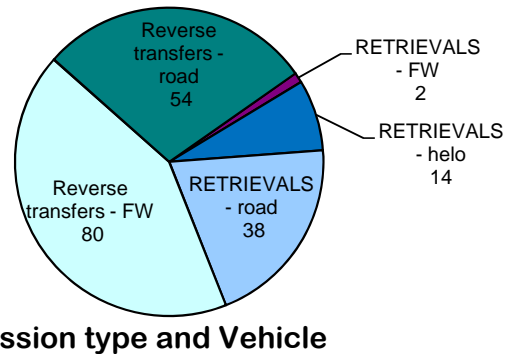 Reverse
transfers -
road
54
RETRIEVALS
- FW
2
RETRIEVALS
- helo
14
RETRIEVALS
- road
38
Reverse
transfers - FW
80
ssion type and Vehicle